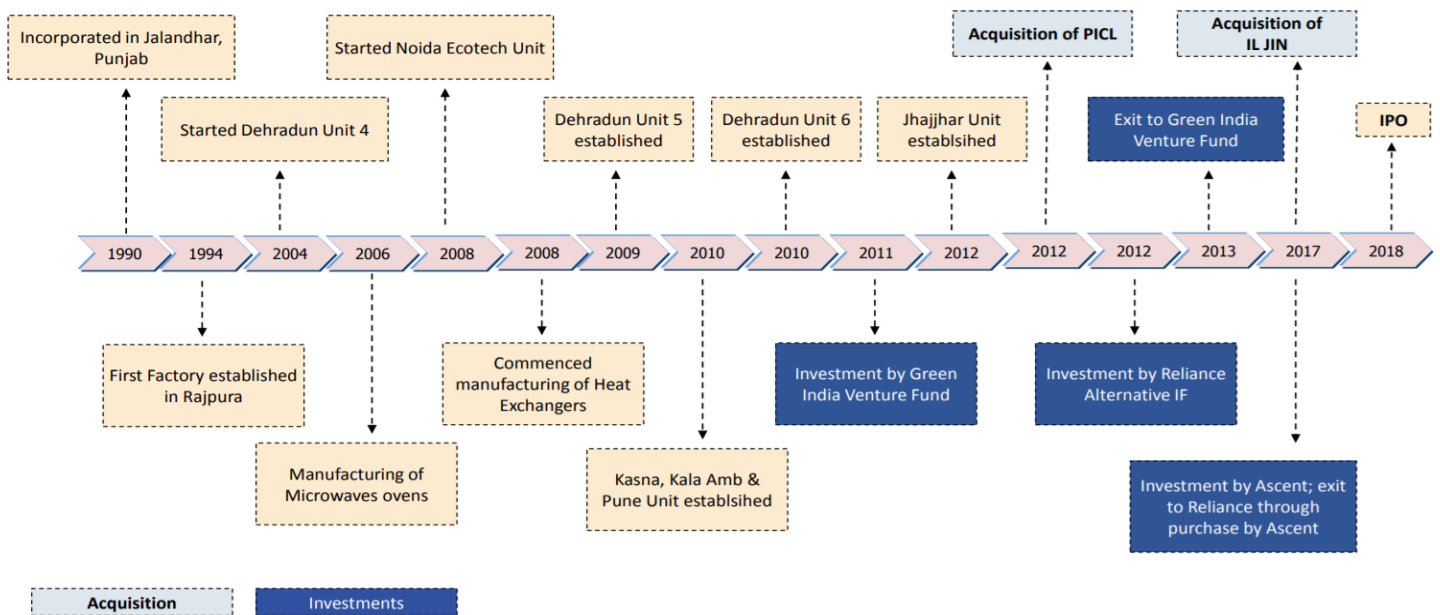 Incorporated in Jalandhar,
Punjab
Started Noida Ecotech Unit
Acquisition of PICL
Acquisition of
IL JIN
Started Dehradun Unit 4
Dehradun Unit 5
established
Dehradun Unit 6
established
Jhajjhar Unit
establsihed
Exit to Green India
Venture Fund
IPO
1990 1994 2004 2006 2008 2008 2009 2010 2010 2011 2012 2012 2012 2013 2017 2018
First Factory established
in Rajpura
Commenced
manufacturing of Heat
Exchangers
Investment by Green
India Venture Fund
Investment by Reliance
Alternative IF
Manufacturing of
Microwaves ovens
Kasna, Kala Amb &
Pune Unit establsihed
Investment by Ascent; exit
to Reliance through
purchase by Ascent
Acquisition
Investments